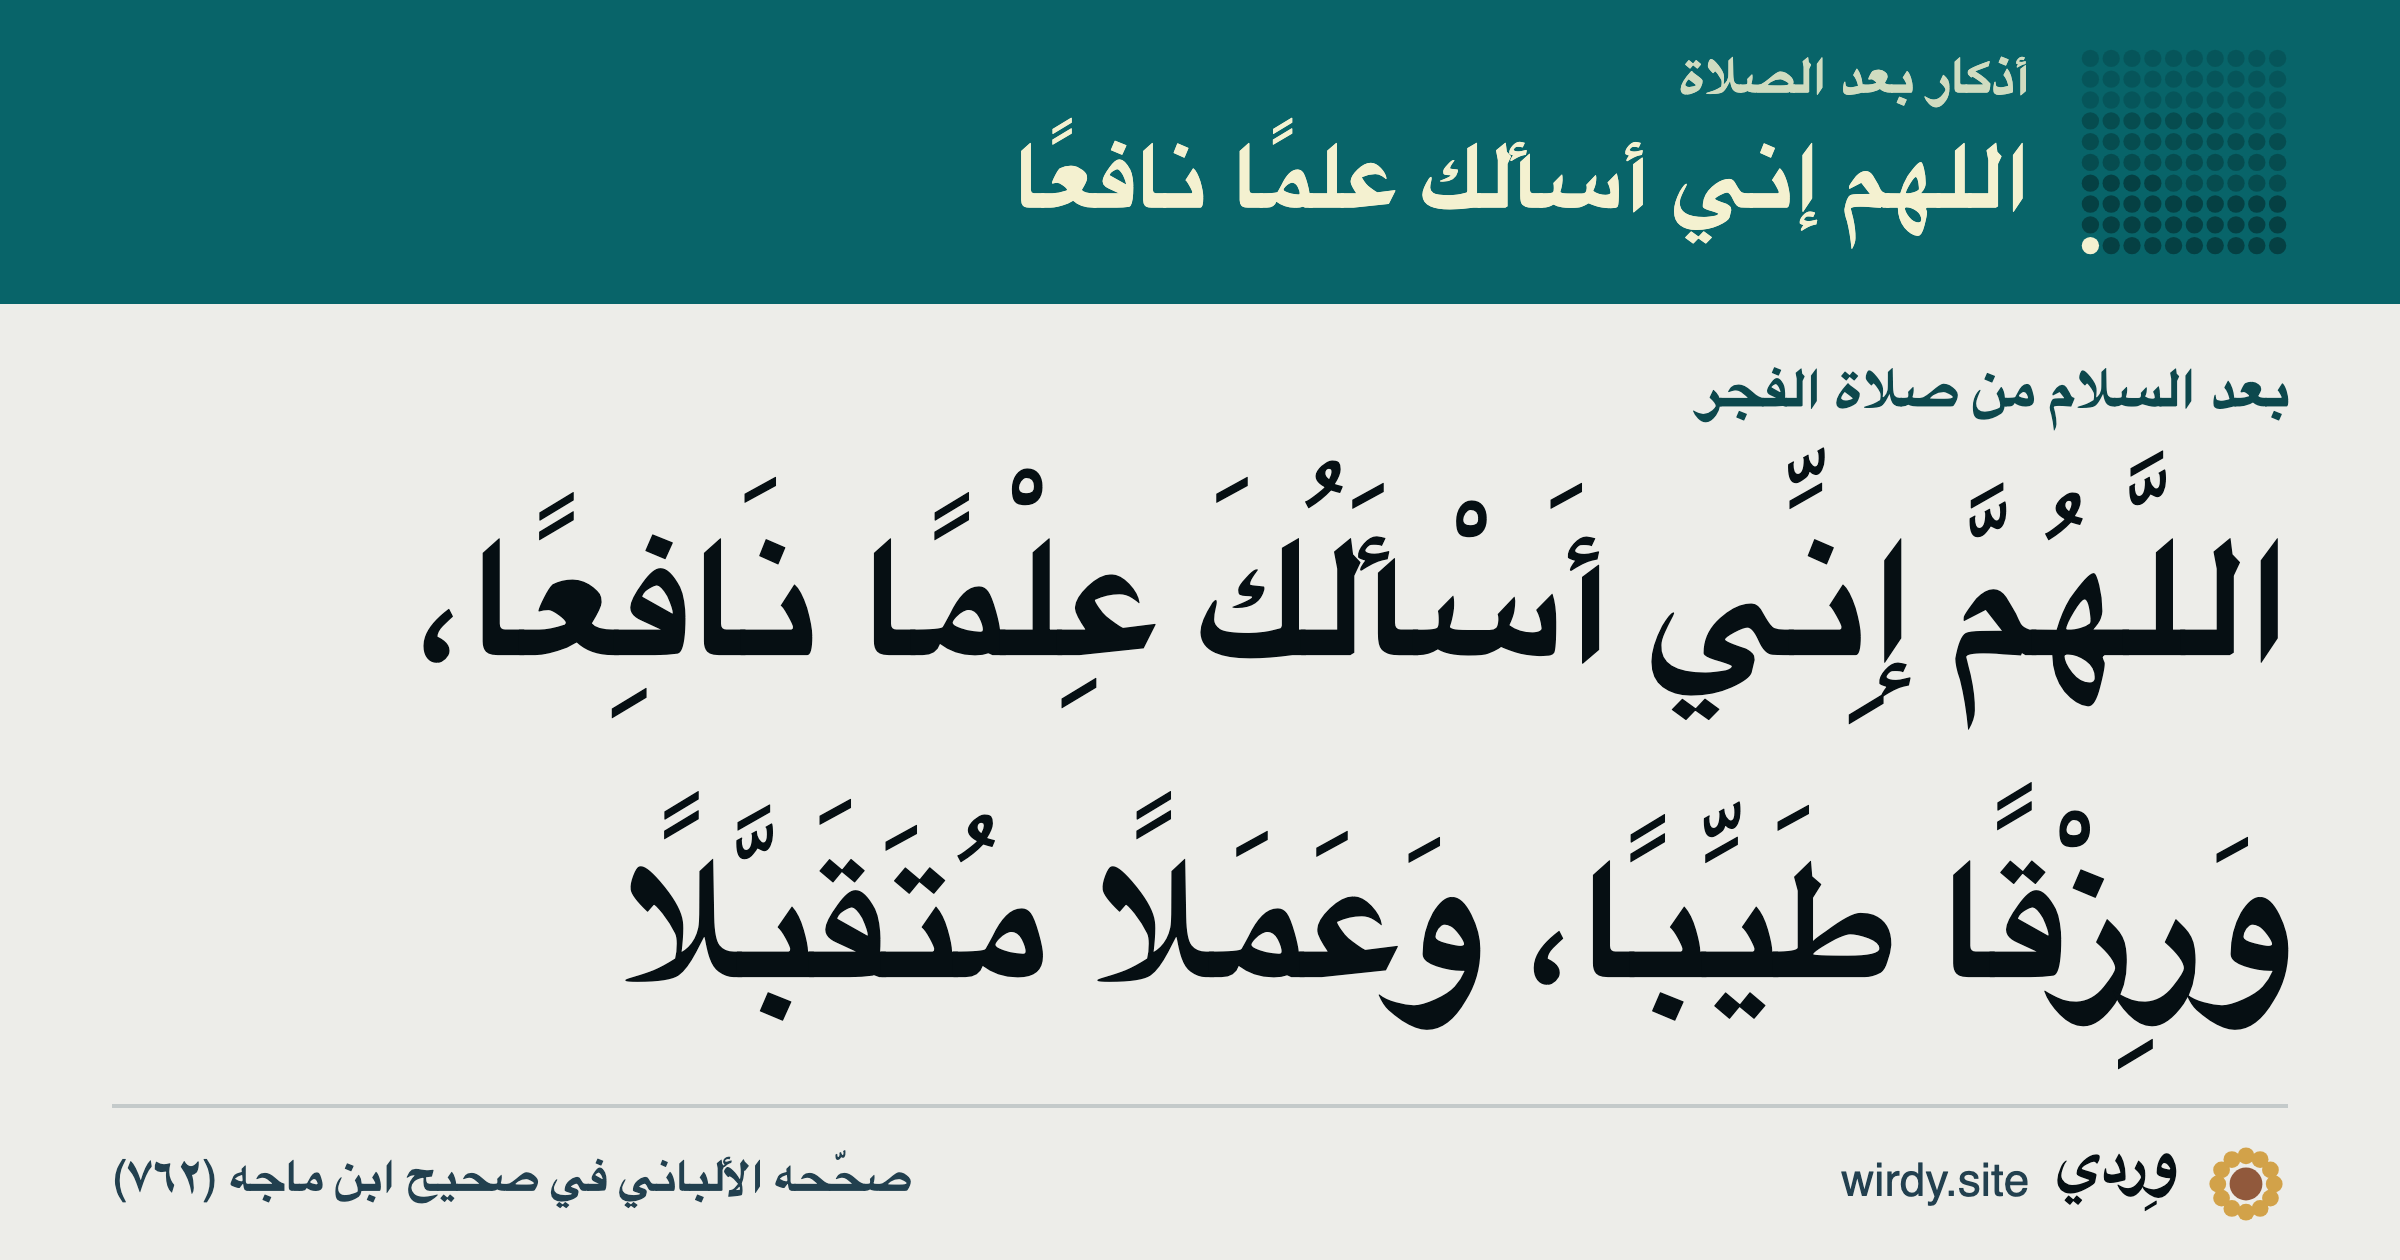 أذكار بعد الصلاة
اللهم إني أسألك علمًا نافعًا
بعد السلام من صلاة الفجر
اللَّهُمَّ إِنِّي أَسْأَلُكَ عِلْمًا نَافِعًا،
وَرِزْقًا طَيِّبًا، وَعَمَلًا مُتَقَبَّلًا
وِردي wirdy.site
صحّحه الألباني في صحيح ابن ماجه (٧٦٢)